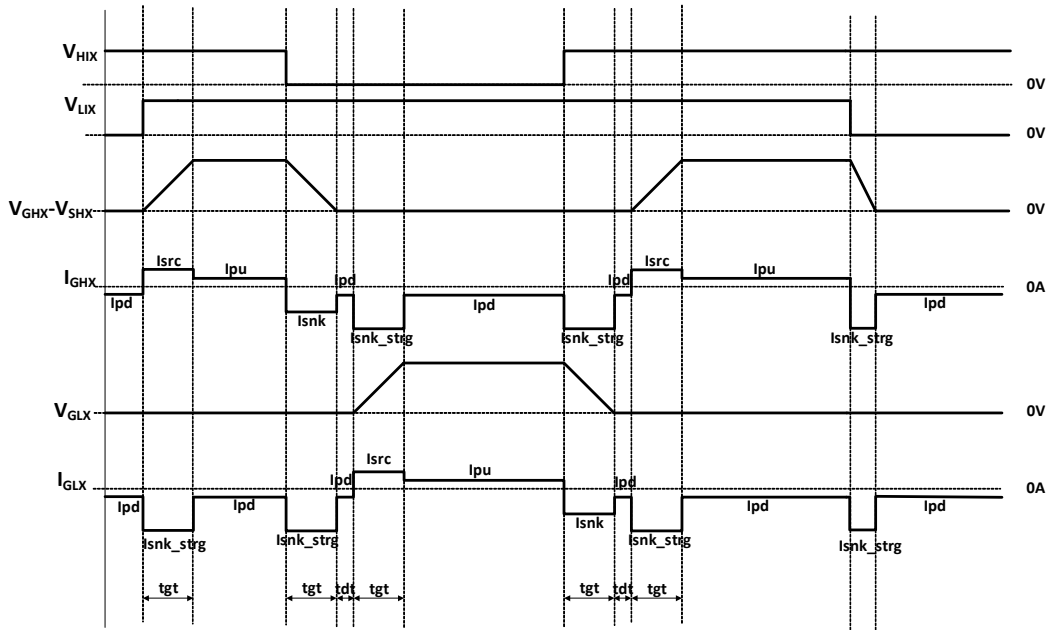 VHIX
0V
VLIX
0V
VGHX-VSHX
0V
Isrc
Ipu
Ipd
Ipd
Isrc
Ipu
IGHX
0A
Ipd
Isnk
Ipd
Ipd
Isnk_strg
Isnk_strg
Isnk_strg
VGLX
0V
Isrc
Ipu
IGLX
Ipd
Ipd
0A
Ipd
Ipd
Isnk
Ipd
Ipd
Isnk_strg
Isnk_strg
Isnk_strg
Isnk_strg
tgt
tgt
tdt
tgt
tgt
tdt
tgt